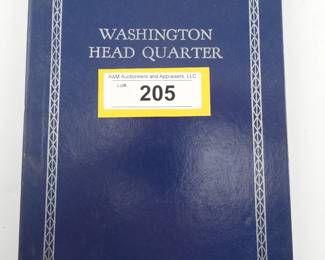 WASHINGTON
HEAD QUARTER
A&M Auctioneers and Appraisers, LLC
Lot#:
205